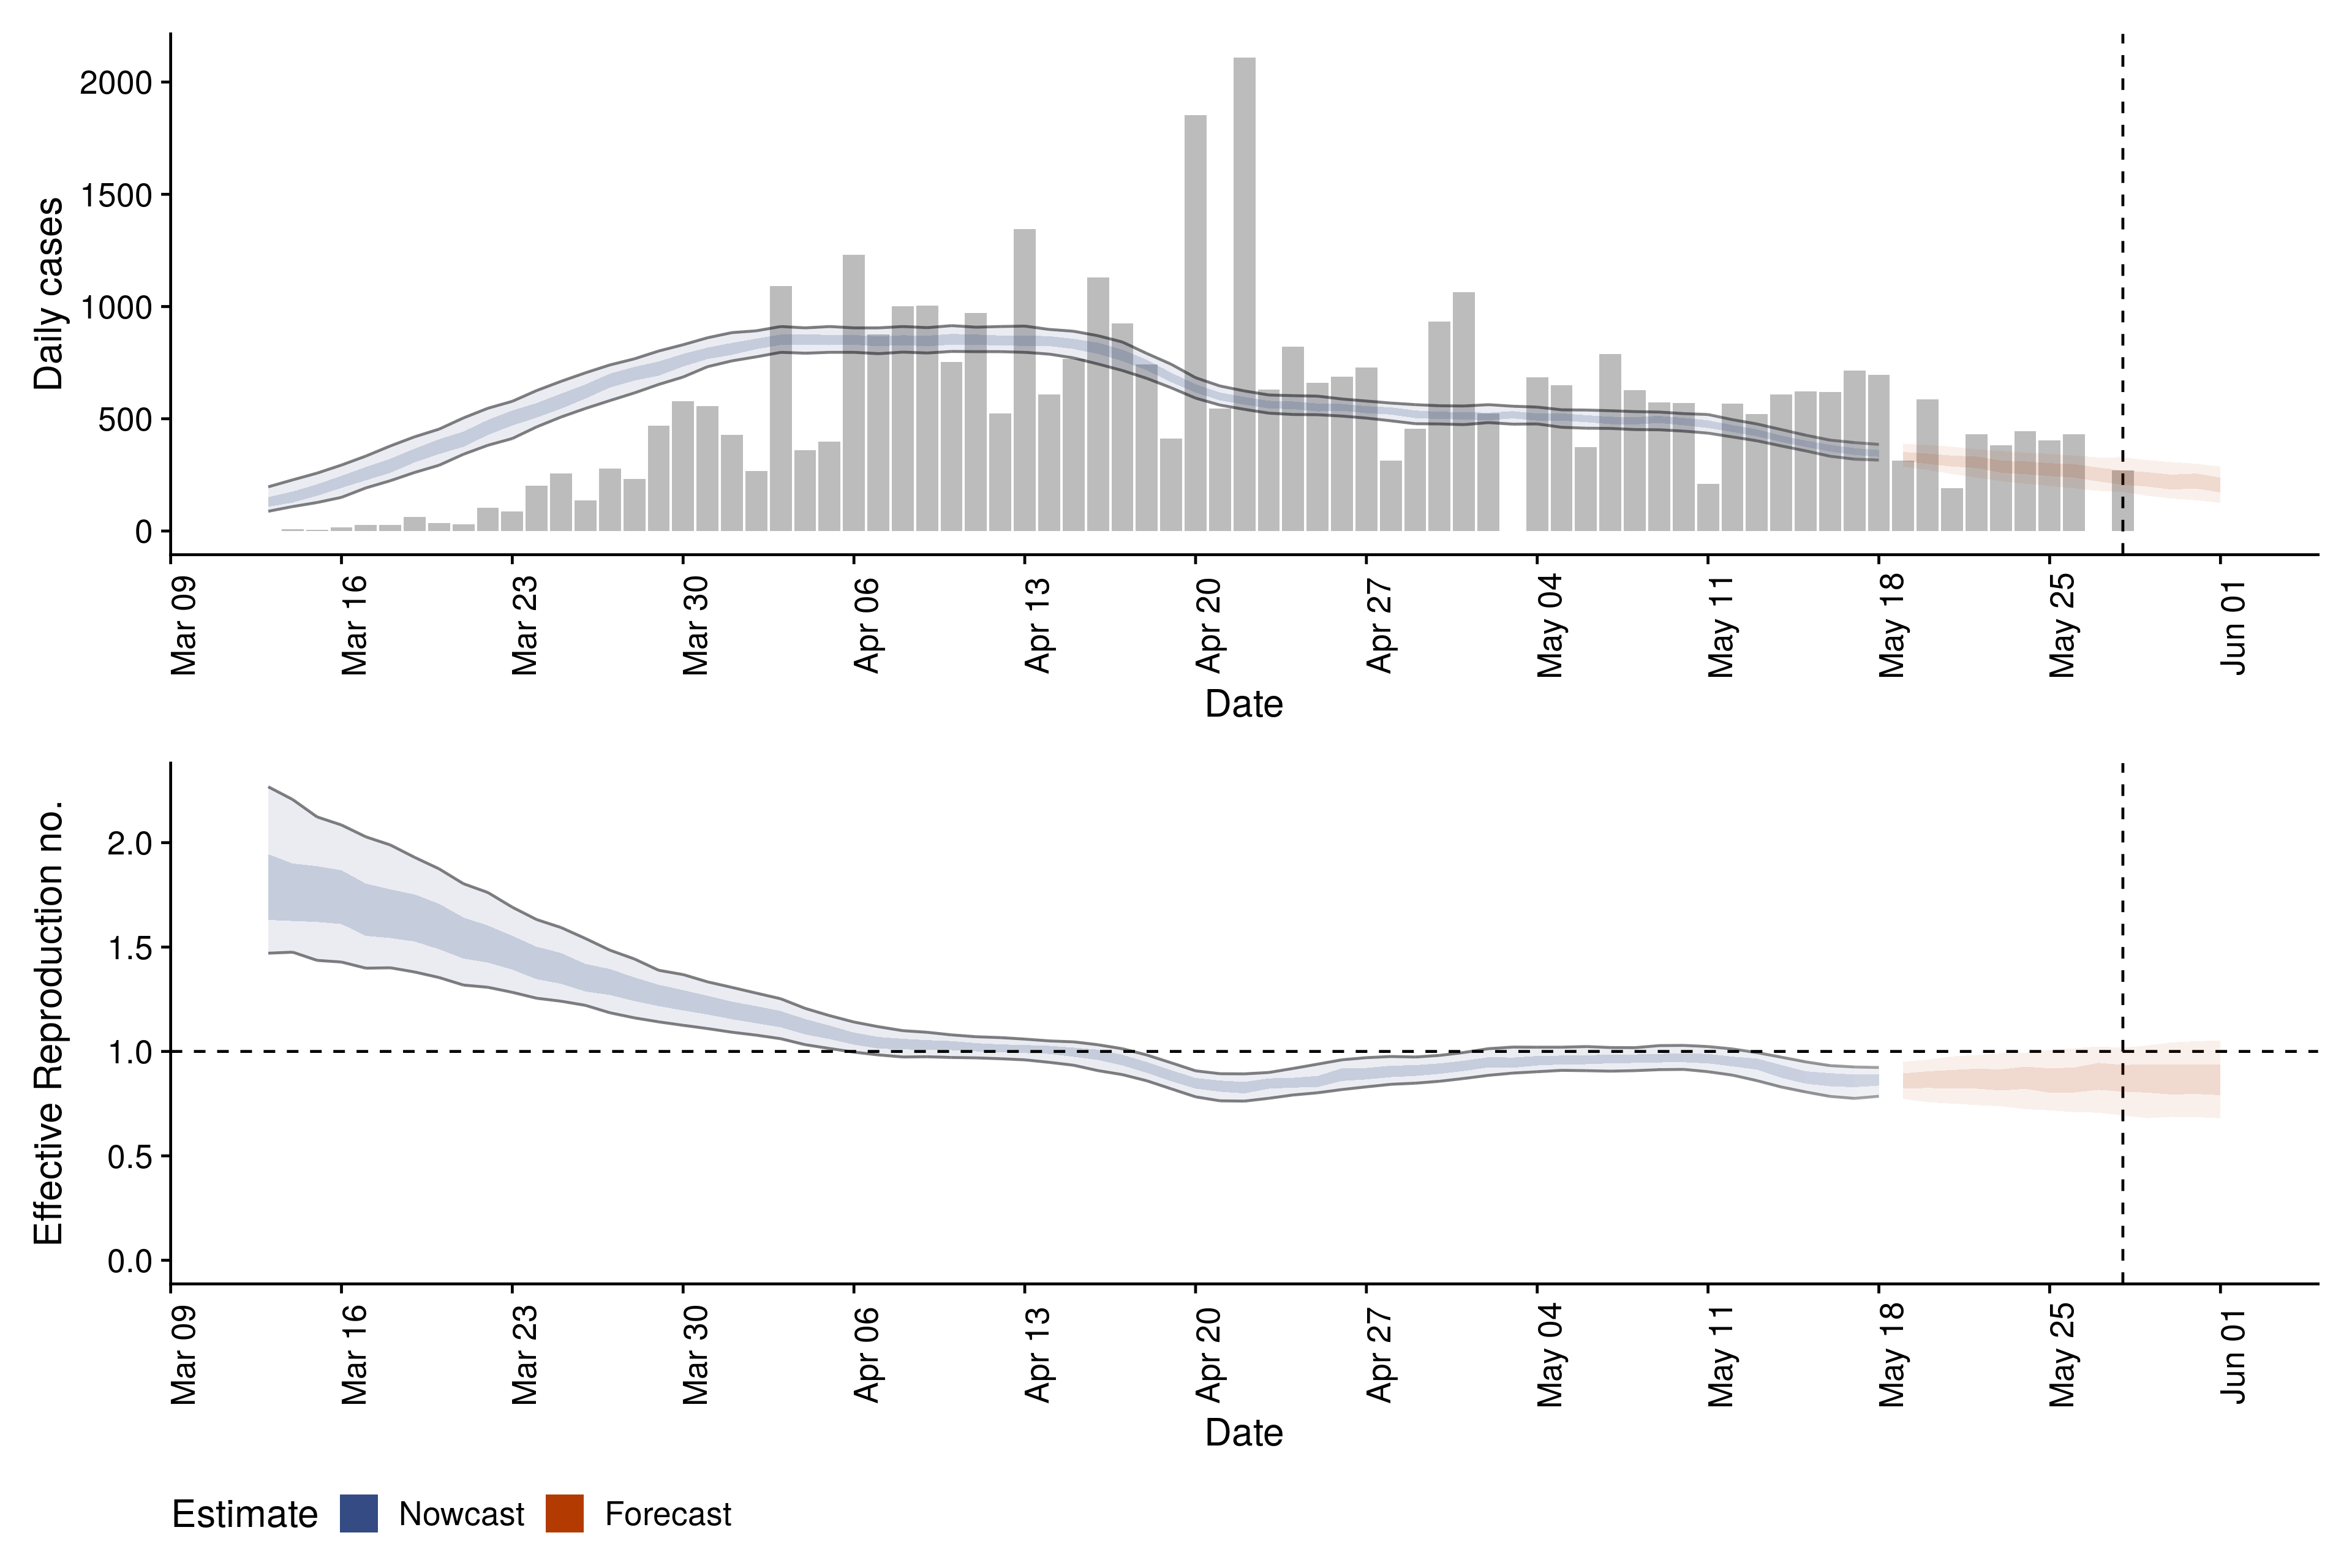 Daily cases
2000
1500
1000
500
0
Mar 09
Mar 16
Mar 23
Mar 30
Apr 06
Apr 13
Apr 20
Apr 27
May 04
May 11
May 18
May 25
Jun 01
Date
Effective Reproduction no.
2.0
1.5
1.0
0.5
0.0
Mar 09
Mar 16
Mar 23
Mar 30
Apr 06
Apr 13
Apr 20
Apr 27
May 04
May 11
May 18
May 25
Jun 01
Date
Estimate Nowcast Forecast